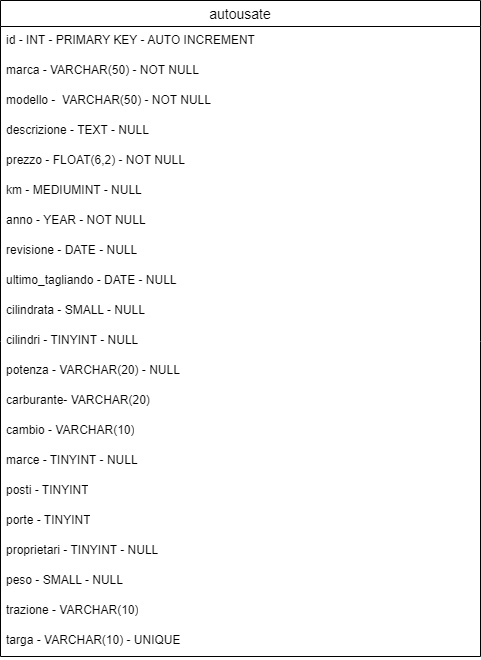 autousate
id - INT - PRIMARY KEY - AUTO INCREMENT
marca - VARCHAR(50) - NOT NULL
modello -  VARCHAR(50) - NOT NULL
descrizione - TEXT - NULL
prezzo - FLOAT(6,2) - NOT NULL
km - MEDIUMINT - NULL
anno - YEAR - NOT NULL
revisione - DATE - NULL
ultimo_tagliando - DATE - NULL
cilindrata - SMALL - NULL
cilindri - TINYINT - NULL
potenza - VARCHAR(20) - NULL
carburante- VARCHAR(20)
cambio - VARCHAR(10)
marce - TINYINT - NULL
posti - TINYINT
porte - TINYINT
proprietari - TINYINT - NULL
peso - SMALL - NULL
trazione - VARCHAR(10)
targa - VARCHAR(10) - UNIQUE